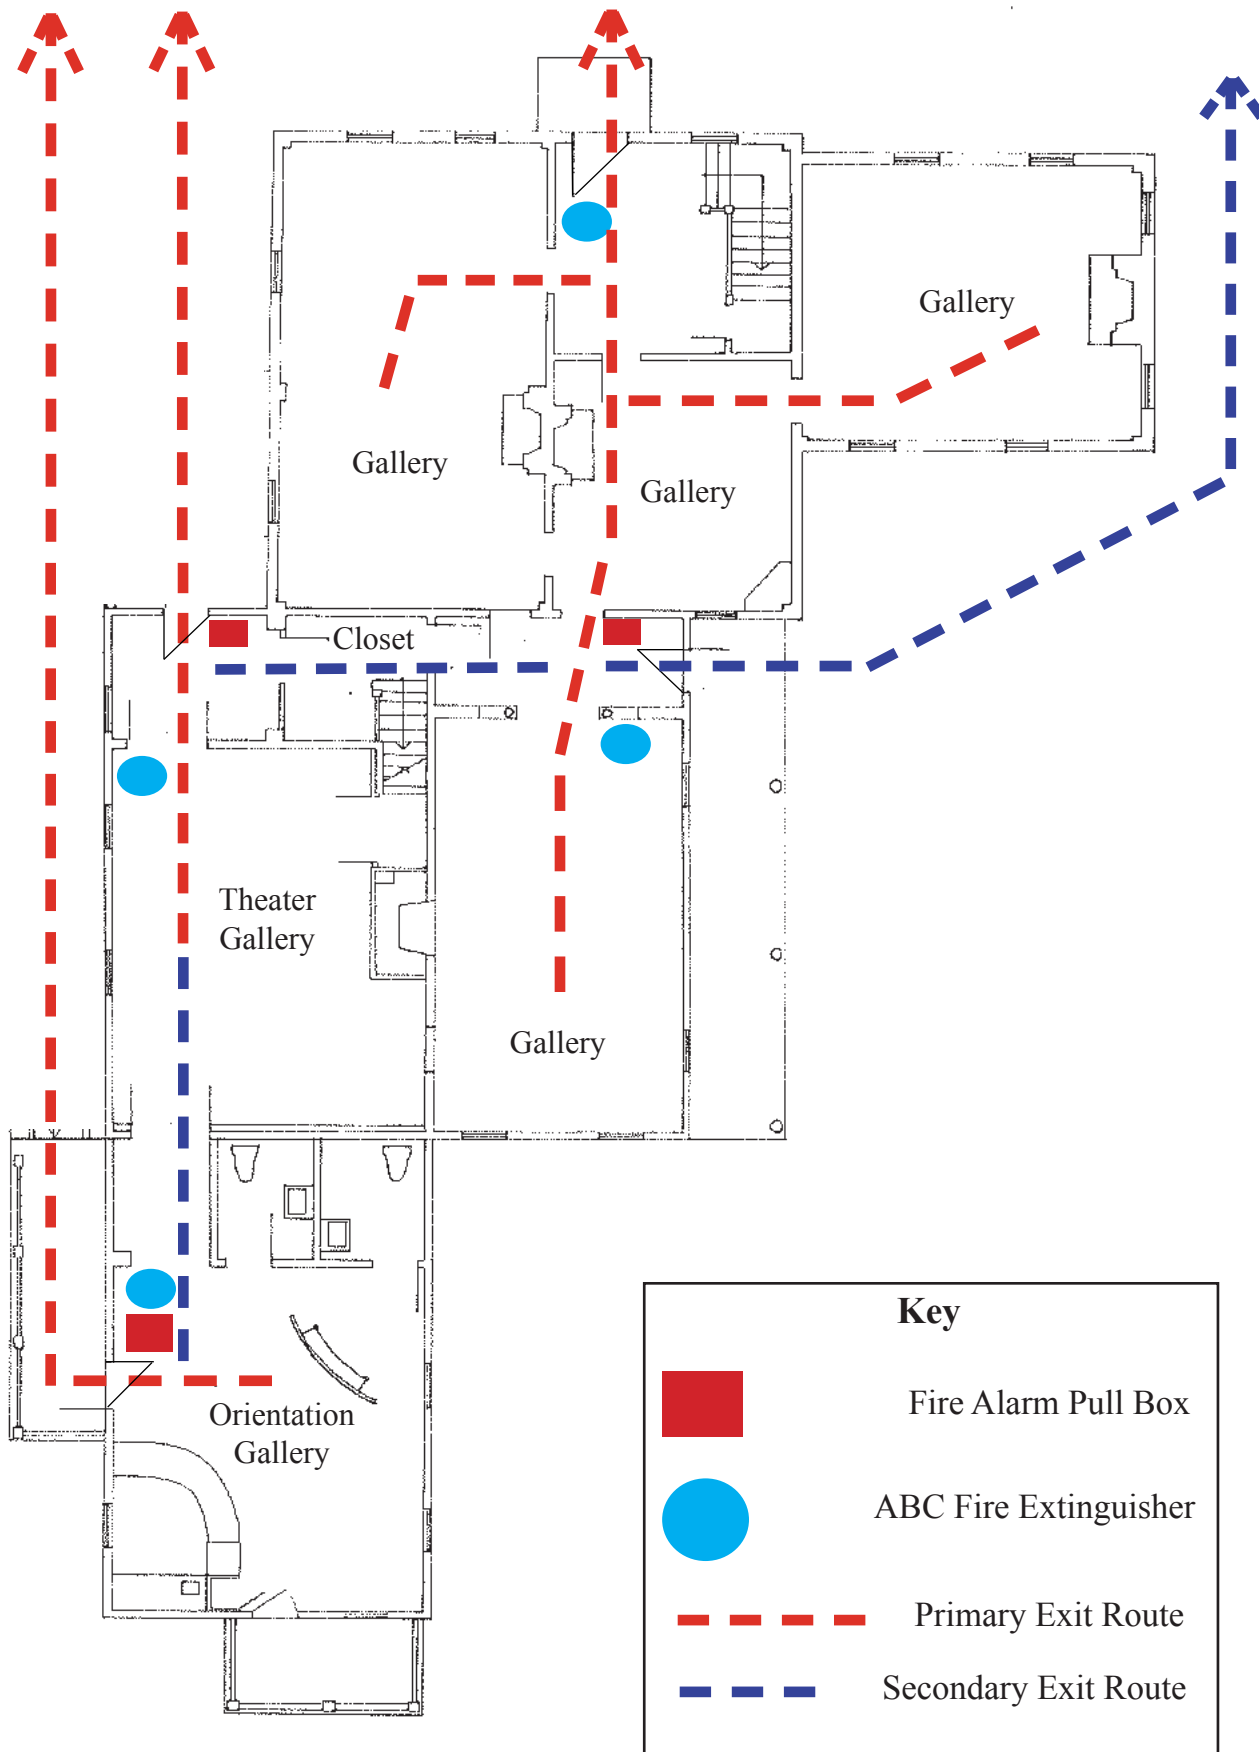 Gallery
Gallery
Gallery
Closet
Theater
Gallery
Gallery
Orientation
Gallery
Key
Fire Alarm Pull Box
ABC Fire Extinguisher
Primary Exit Route
Secondary Exit Route